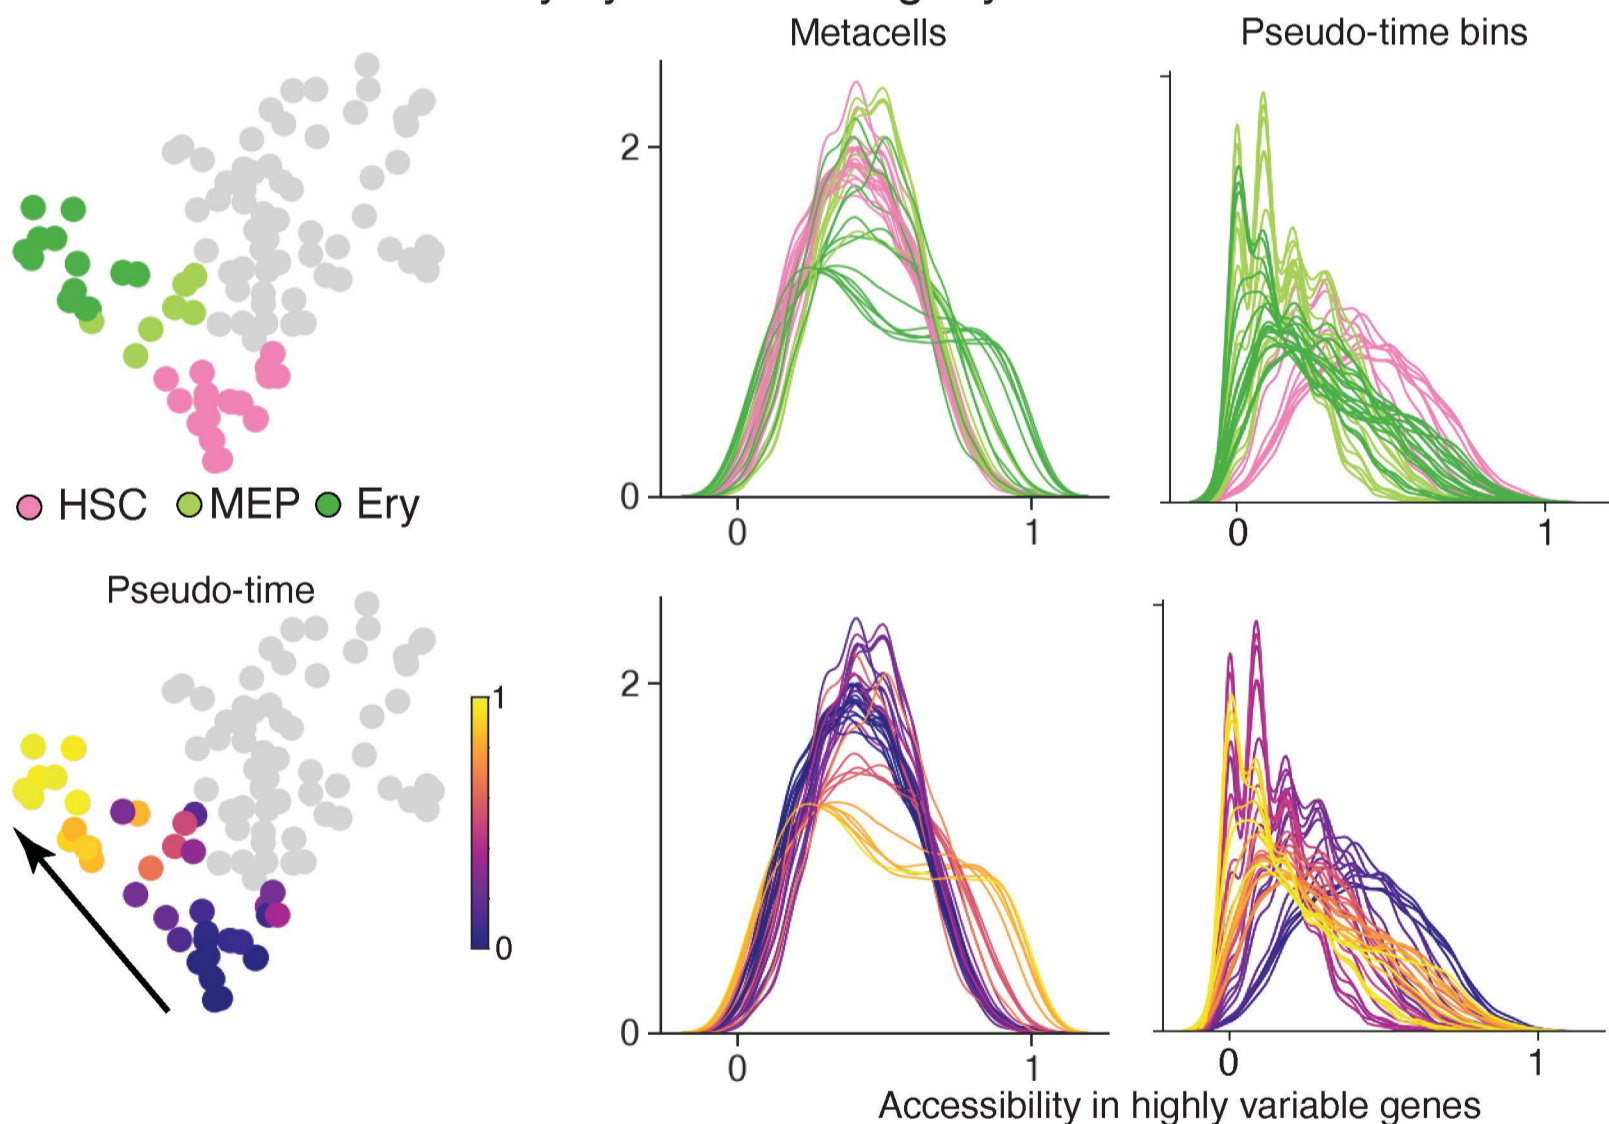 Metacells
Pseudo-time bins
2
0
0
1
0
1
HSC MEP Ery
Pseudo-time
1
0
2
0
0
1
0
1
Accessibility in highly variable genes